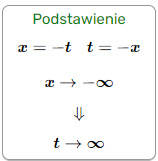 Podstawienie
x = −t   t = −x
x → −∞
⇓
t → ∞